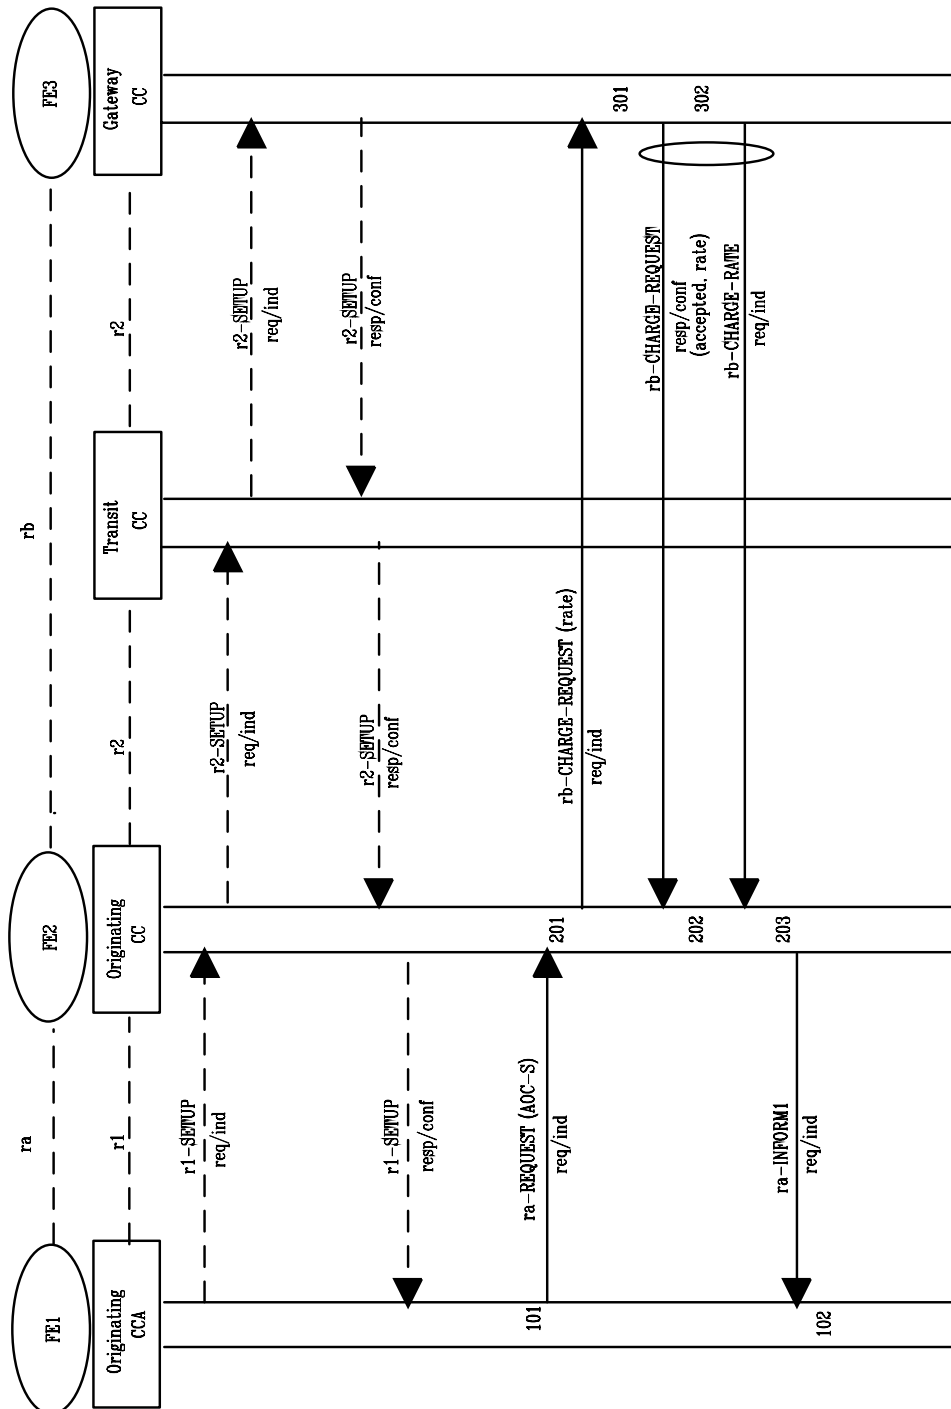 FE1
FE2
FE3
ra
rb
Originating
CCA
r1
Originating
CC
r2
Transit
CC
r2
Gateway
CC
r1-SETUP
req/ind
r2-SETUP
req/ind
r2-SETUP
req/ind
r2-SETUP
resp/conf
r2-SETUP
resp/conf
r1-SETUP
resp/conf
101
ra-REQUEST (AOC-S)
req/ind
201
rb-CHARGE-REQUEST (rate)
req/ind
301
rb-CHARGE-REQUEST
resp/conf
(accepted, rate)
202
302
rb-CHARGE-RATE
req/ind
203
ra-INFORM1
req/ind
102